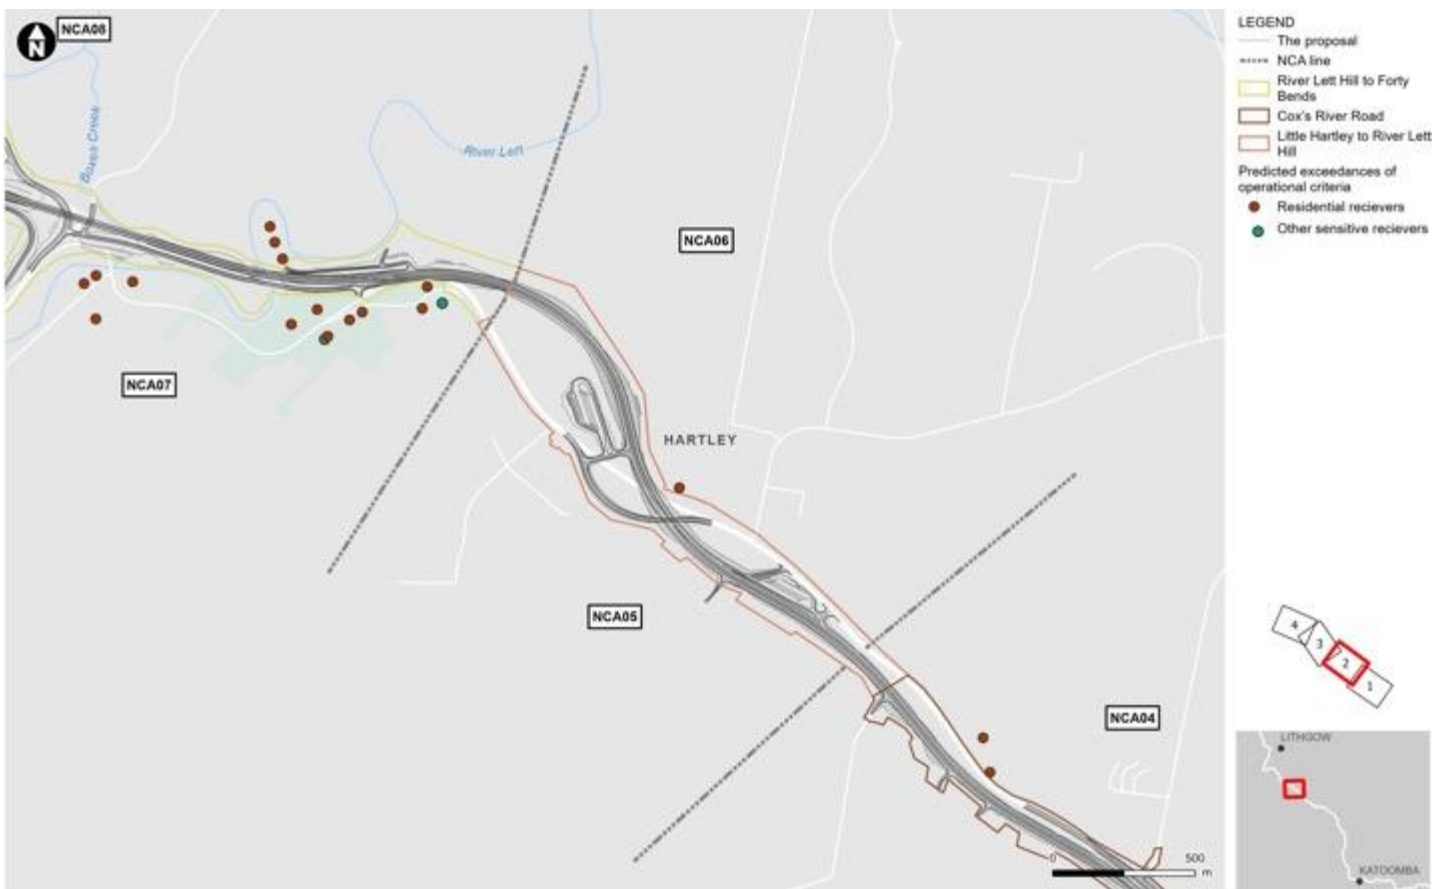 NCA08
N
Boxes Creek
River Lett
NCA06
NCA07
HARTLEY
NCA05
NCA04
0 500
m
LEGEND
The proposal
NCA line
River Lett Hill to Forty
Bends
Cox's River Road
Little Hartley to River Lett
Hill
Predicted exceedances of
operational criteria
Residential recievers
Other sensitive recievers
4
3
2
1
LITHGOW
KATOOMBA